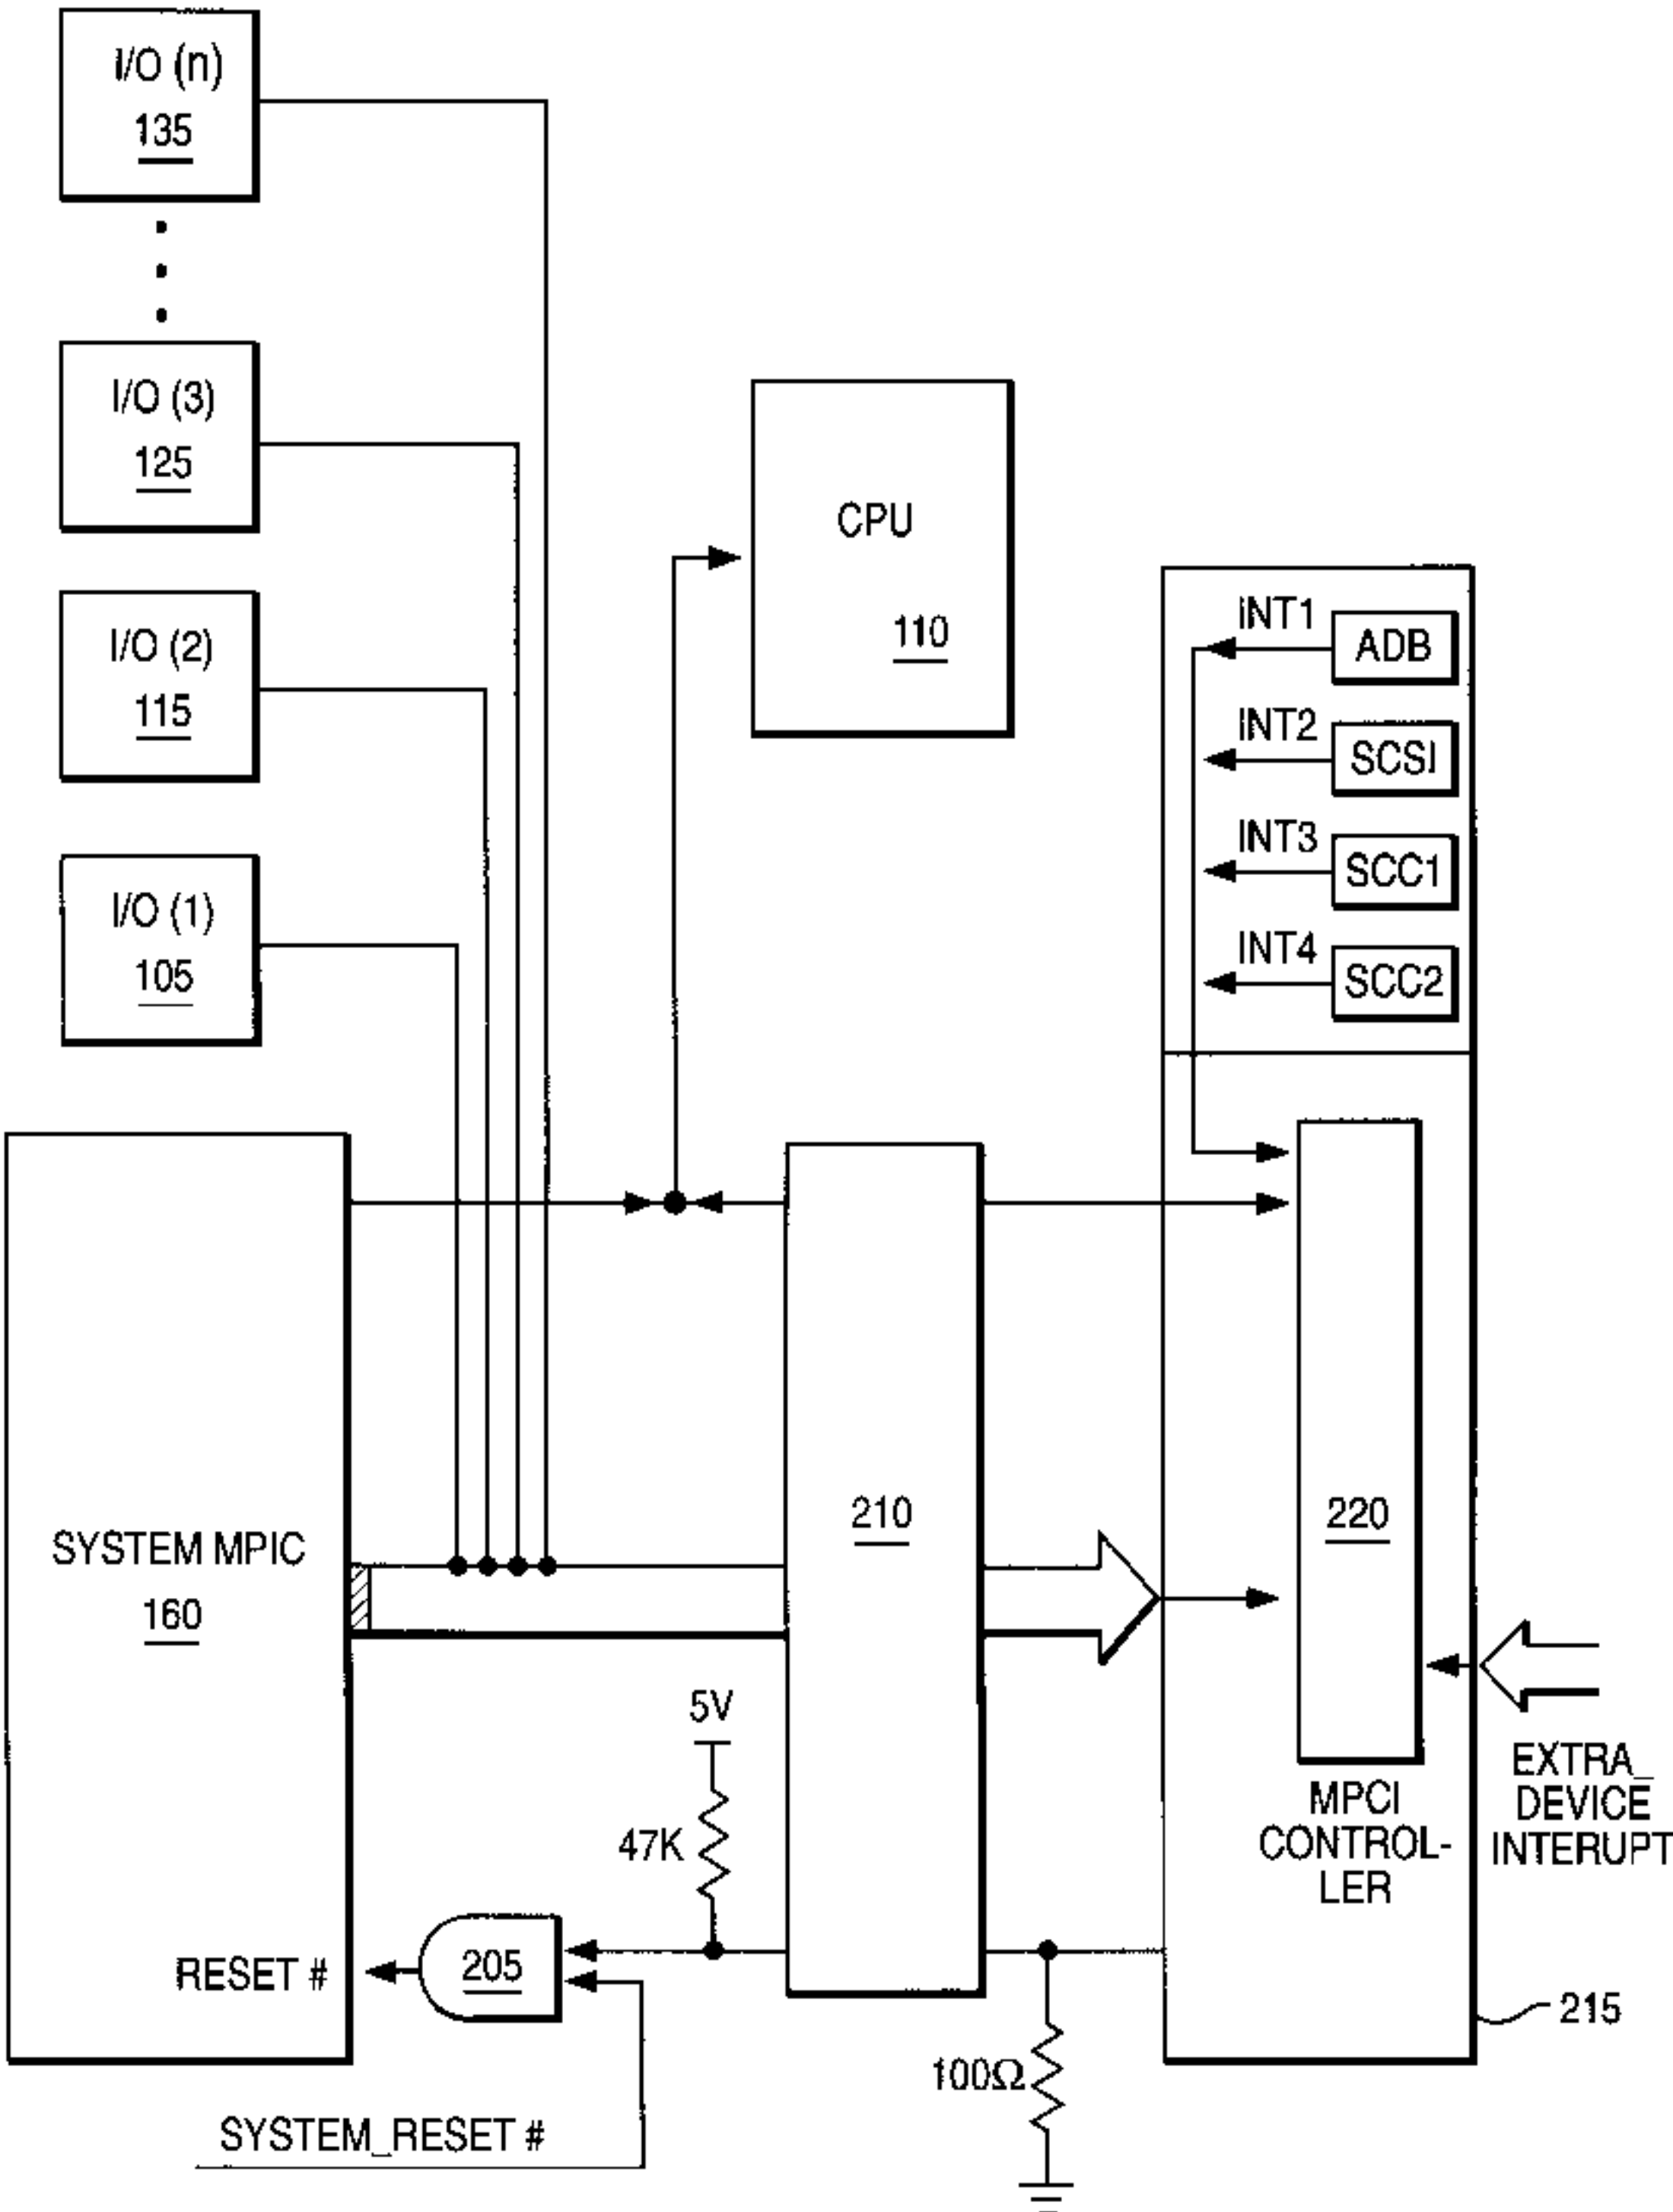 I/O (n)
135
I/O (3)
125
I/O (2)
115
I/O (1)
105
CPU
110
INT1
ADB
INT2
SCSI
INT3
SCC1
INT4
SCC2
SYSTEM MPIC
160
210
220
5V
47K
MPCI
CONTROL-
LER
EXTRA_
DEVICE
INTERUPT
RESET #
205
215
100Ω
SYSTEM_RESET #